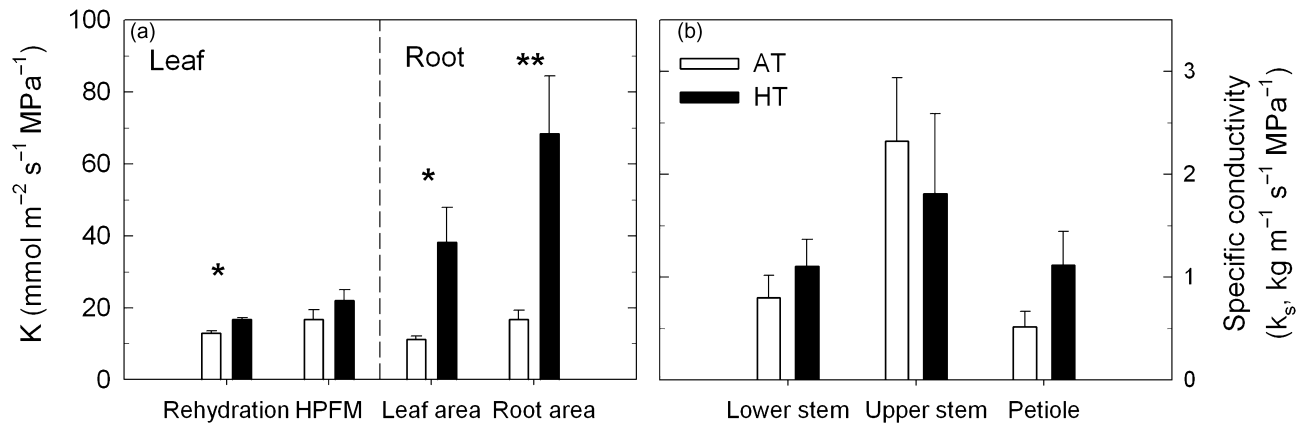 K (mmol m⁻² s⁻¹ MPa⁻¹)
100
80
60
40
20
0
(a)
Leaf
Root
*
*
**
Rehydration HPFM Leaf area Root area
(b)
AT
HT
Lower stem Upper stem Petiole
3
2
1
0
Specific conductivity
(kₛ, kg m⁻¹ s⁻¹ MPa⁻¹)